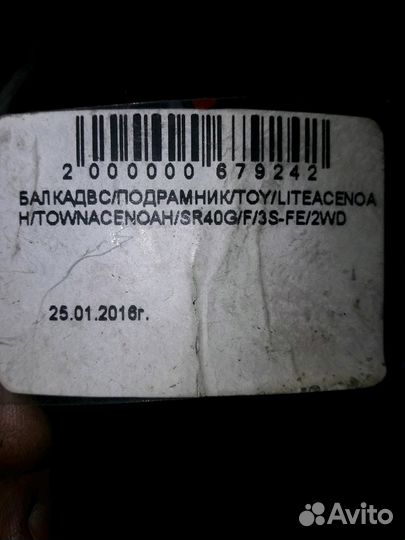 2 000000 679242
БАЛКАДВС/ПОДРАМНИК/TOY/LITEACENOA
H/TOWNACENOAH/SR40G/F/3S-FE/2WD
25.01.2016г.
Avito